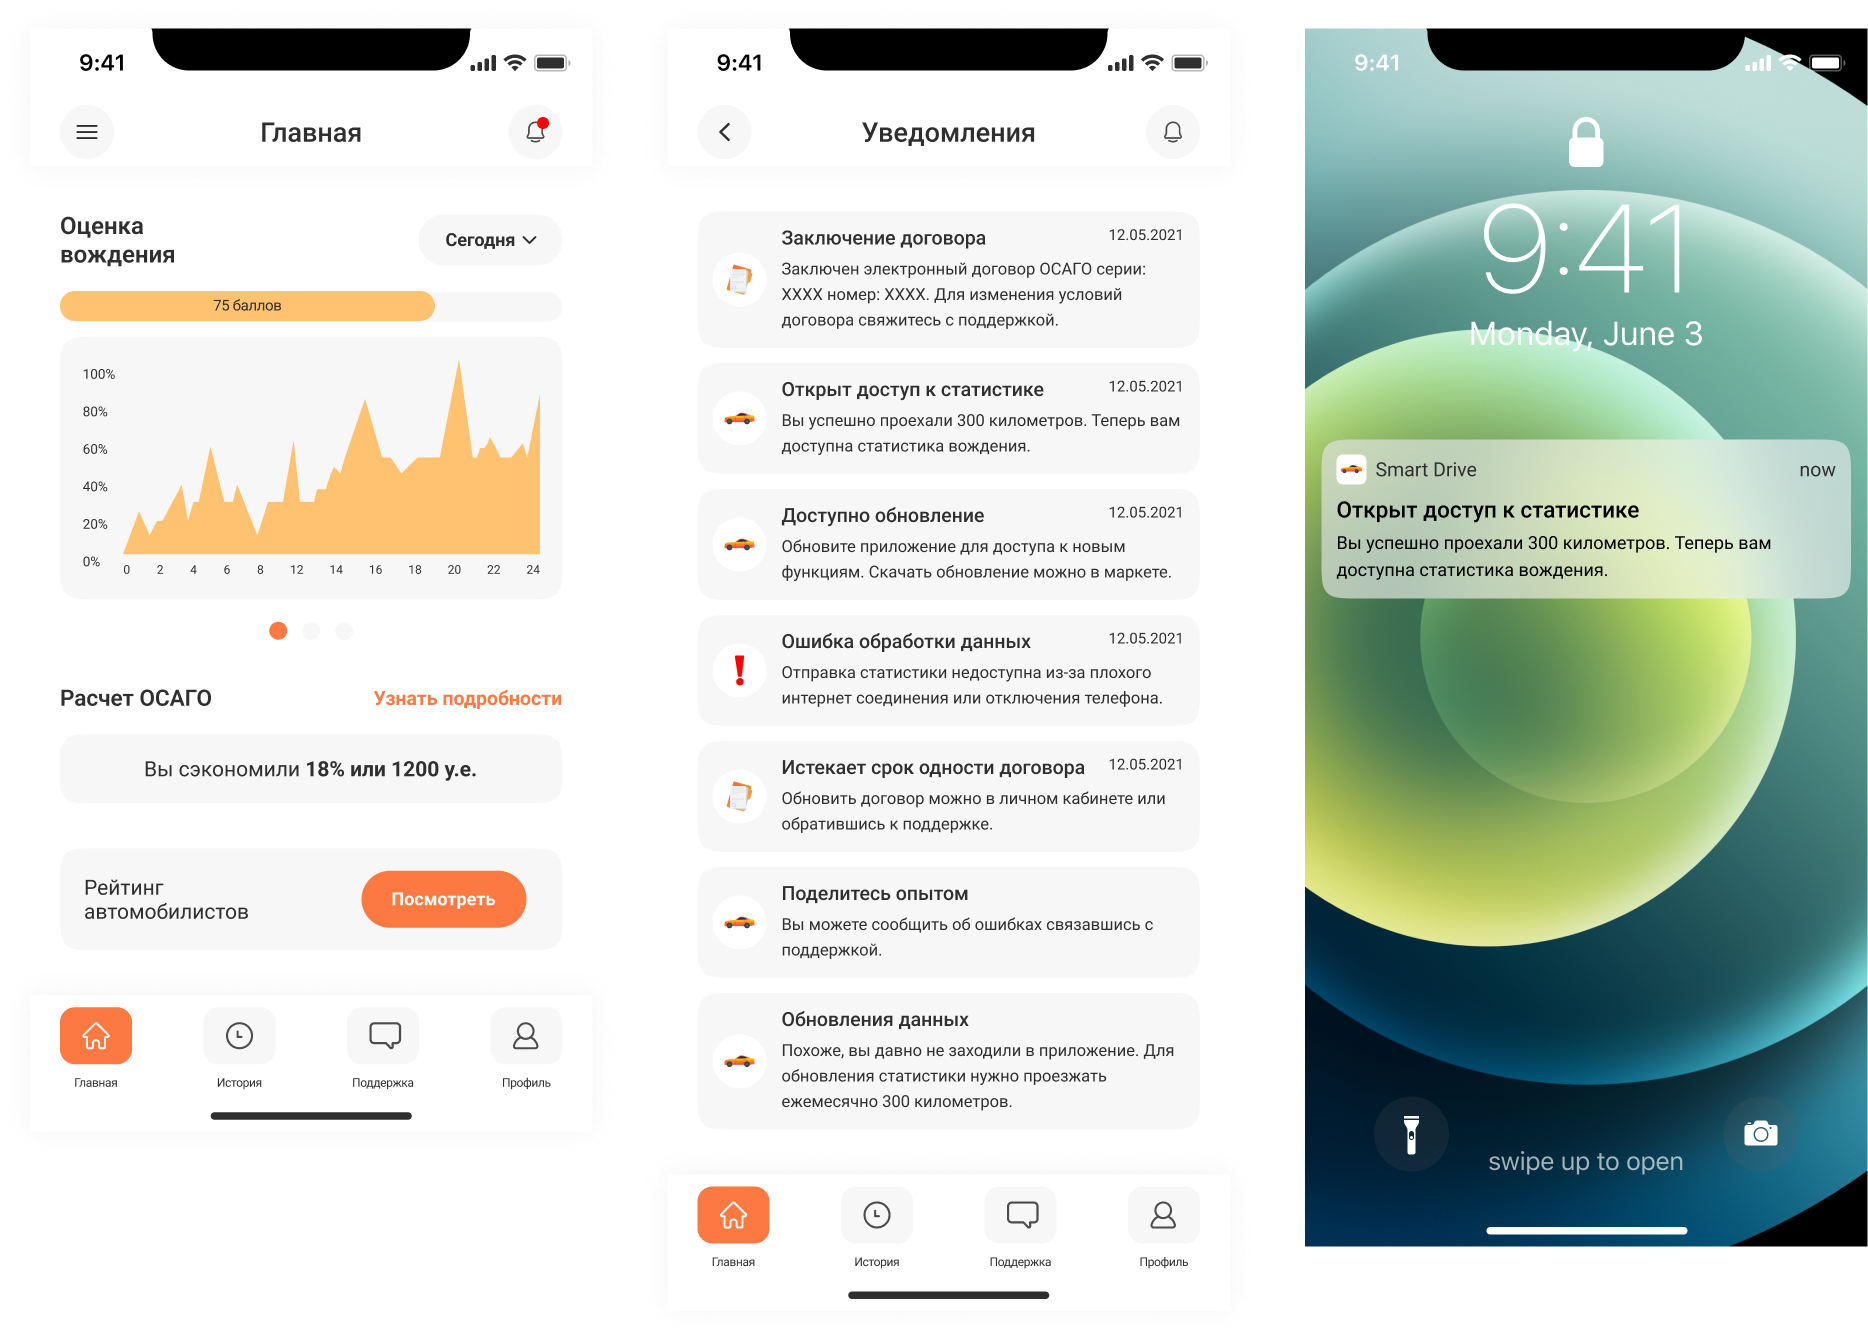 9:41
Главная
Оценка
вождения
Сегодня
75 баллов
100%
80%
60%
40%
20%
0%
0 2 4 6 8 12 14 16 18 20 22 24
Расчет ОСАГО
Узнать подробности
Вы сэкономили 18% или 1200 у.е.
Рейтинг
автомобилистов
Посмотреть
Главная
История
Поддержка
Профиль
9:41
Уведомления
Заключение договора
12.05.2021
Заключен электронный договор ОСАГО серии:
ХХХХ номер: ХХХХ. Для изменения условий
договора свяжитесь с поддержкой.
Открыт доступ к статистике
12.05.2021
Вы успешно проехали 300 километров. Теперь вам
доступна статистика вождения.
Доступно обновление
12.05.2021
Обновите приложение для доступа к новым
функциям. Скачать обновление можно в маркете.
Ошибка обработки данных
12.05.2021
Отправка статистики недоступна из-за плохого
интернет соединения или отключения телефона.
Истекает срок одности договора
12.05.2021
Обновить договор можно в личном кабинете или
обратившись к поддержке.
Поделитесь опытом
Вы можете сообщить об ошибках связавшись с
поддержкой.
Обновления данных
Похоже, вы давно не заходили в приложение. Для
обновления статистики нужно проезжать
ежемесячно 300 километров.
Главная
История
Поддержка
Профиль
9:41
9:41
Monday, June 3
Smart Drive
now
Открыт доступ к статистике
Вы успешно проехали 300 километров. Теперь вам
доступна статистика вождения.
swipe up to open